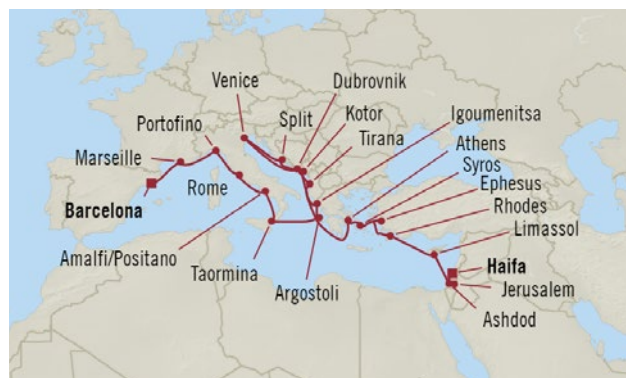 Venice
Dubrovnik
Split
Kotor
Igoumenitsa
Portofino
Tirana
Athens
Marseille
Syros
Rome
Ephesus
Barcelona
Rhodes
Limassol
Amalfi/Positano
Haifa
Taormina
Jerusalem
Argostoli
Ashdod